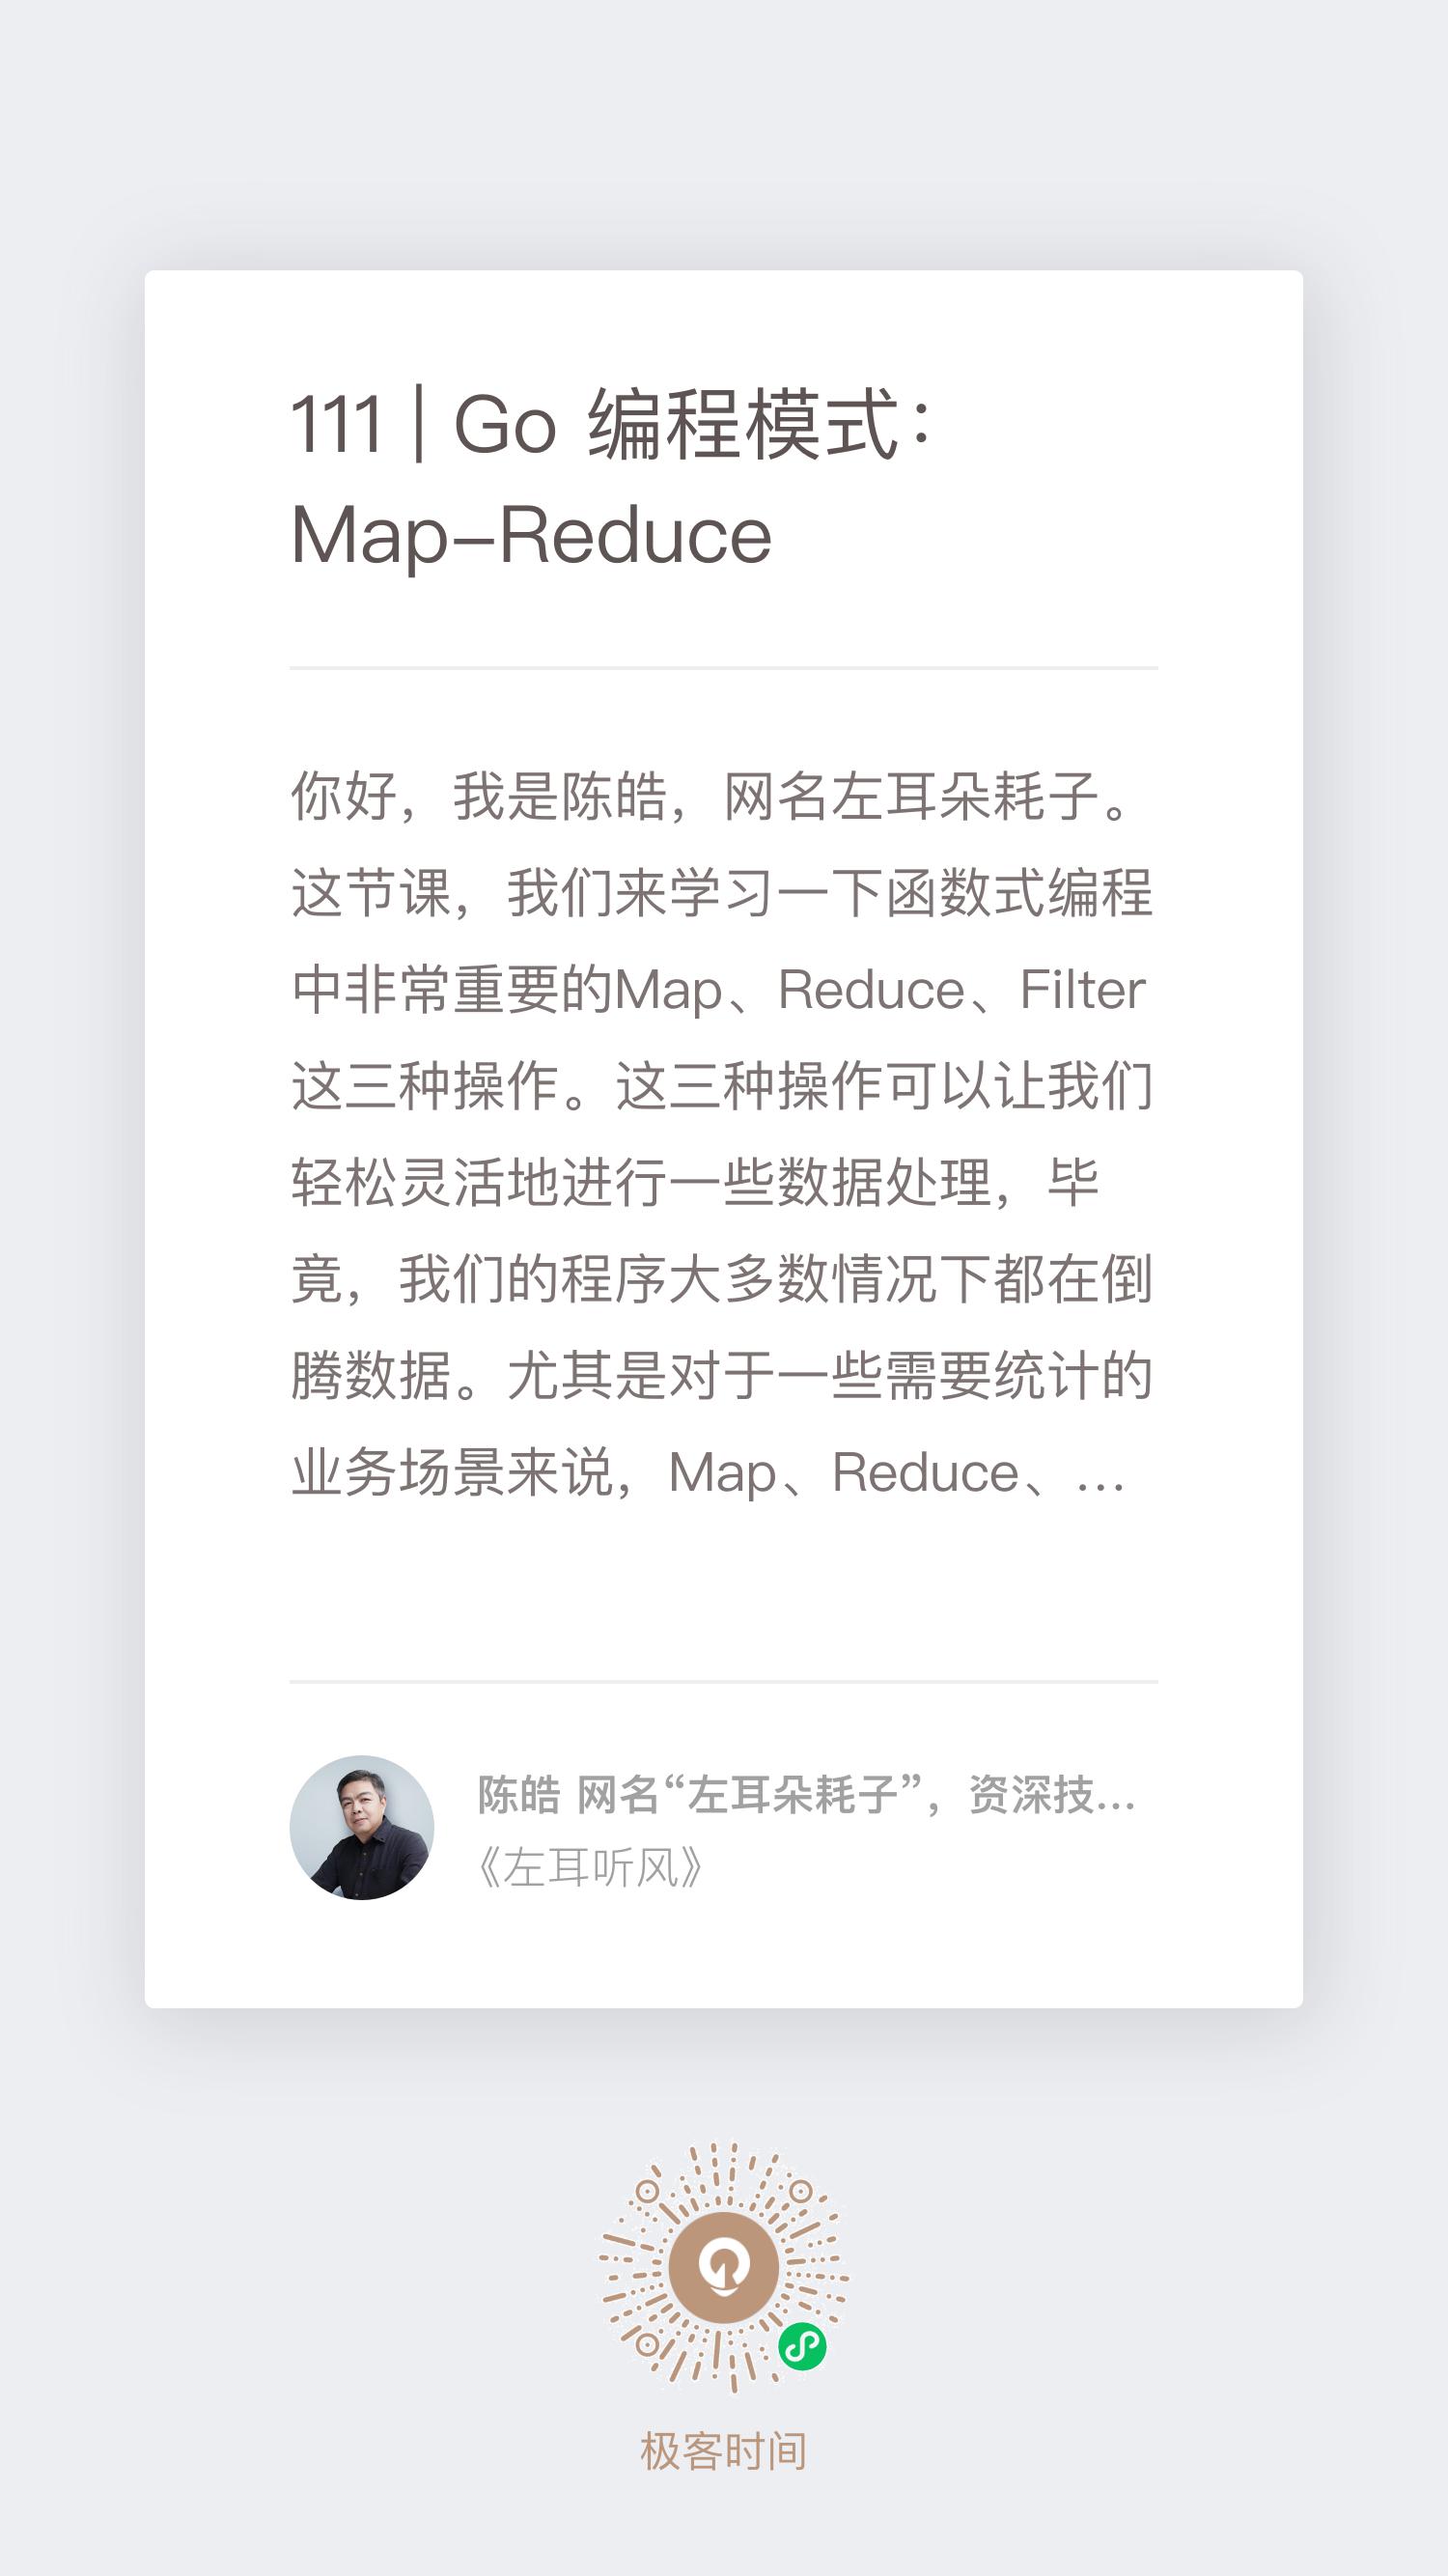 111 | Go 编程模式：
Map-Reduce
你好，我是陈皓，网名左耳朵耗子。
这节课，我们来学习一下函数式编程
中非常重要的Map、Reduce、Filter
这三种操作。这三种操作可以让我们
轻松灵活地进行一些数据处理，毕
竟，我们的程序大多数情况下都在倒
腾数据。尤其是对于一些需要统计的
业务场景来说，Map、Reduce、...
陈皓 网名“左耳朵耗子”，资深技...
《左耳听风》
极客时间